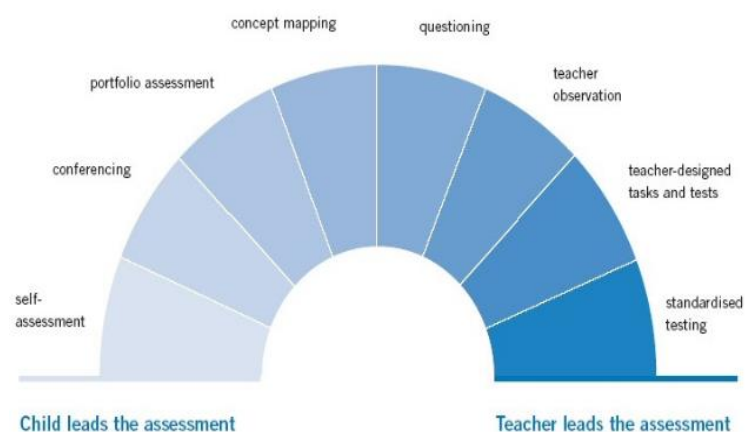 concept mapping
questioning
portfolio assessment
teacher
observation
conferencing
teacher-designed
tasks and tests
self-
assessment
standardised
testing
Child leads the assessment
Teacher leads the assessment